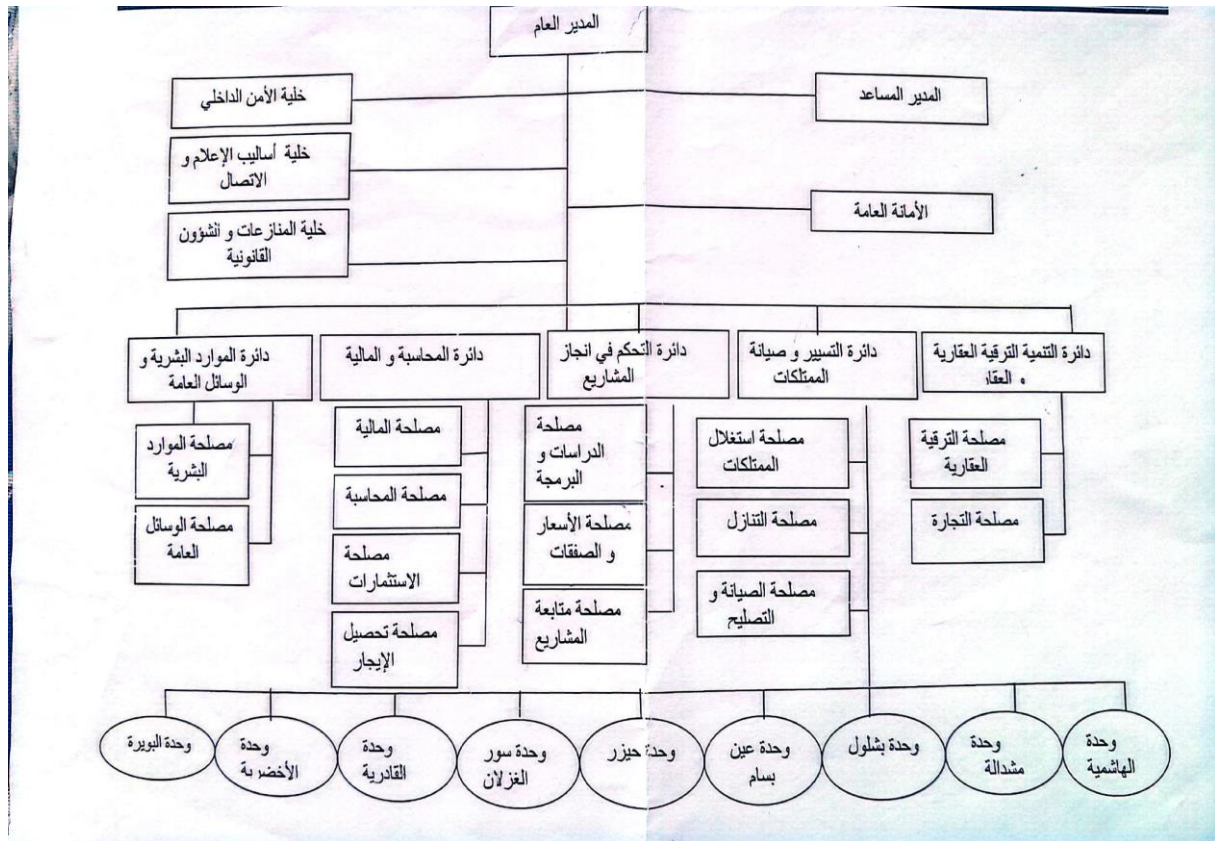 المدير العام
المدير المساعد
خلية الأمن الداخلي
خلية أساليب الإعلام و
الاتصال
الأمانة العامة
خلية المنازعات و الشؤون
القانونية
دائرة التنمية الترقية العقارية
و العقار
دائرة التسيير و صيانة
الممتلكات
دائرة التحكم في انجاز
المشاريع
دائرة المحاسبة و المالية
دائرة الموارد البشرية و
الوسائل العامة
مصلحة الترقية
العقارية
مصلحة التجارة
مصلحة استغلال
الممتلكات
مصلحة التنازل
مصلحة الصيانة و
التصليح
مصلحة
الدراسات و
البرمجة
مصلحة الأسعار
و الصفقات
مصلحة متابعة
المشاريع
مصلحة المالية
مصلحة المحاسبة
مصلحة
الاستثمارات
مصلحة تحصيل
الإيجار
مصلحة الموارد
البشرية
مصلحة الوسائل
العامة
وحدة
الهاشمية
وحدة
مشدالة
وحدة بشلول
وحدة عين
بسام
وحدة حيزر
وحدة سور
الغزلان
وحدة
القادرية
وحدة
الأخضرية
وحدة البويرة